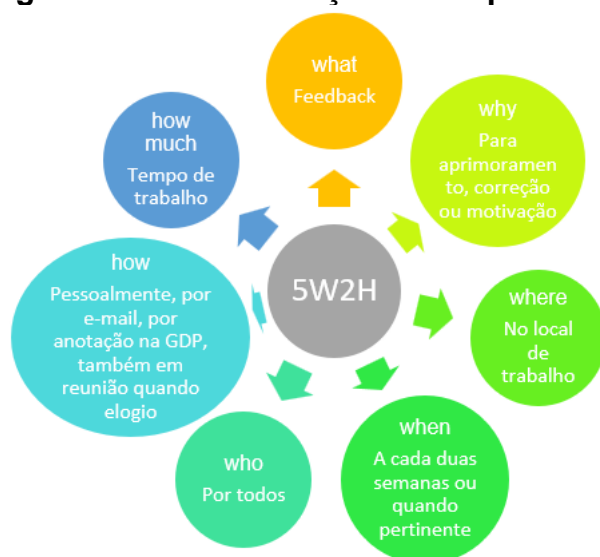 what
Feedback
why
Para
aprimoramen
to, correção
ou motivação
where
No local
de
trabalho
when
A cada duas
semanas ou
quando
pertinente
who
Por todos
how
Pessoalmente, por
e-mail, por
anotação na GDP,
também em
reunião quando
elogio
how
much
Tempo de
trabalho
5W2H